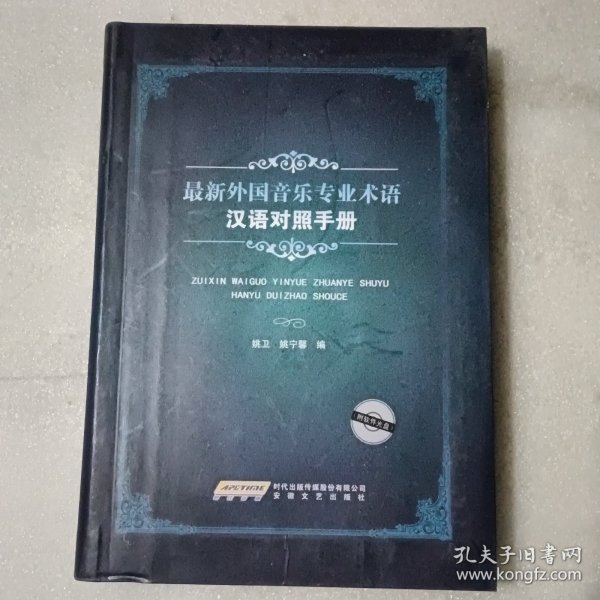 最新外国音乐专业术语
汉语对照手册
ZUIXIN WAIGUO YINYUE ZHUANYE SHUYU
HANYU DUIZHAO SHOUCE
姚卫 姚宁馨 编
附软件光盘
APCTIME
时代出版传媒股份有限公司
安徽文艺出版社
孔夫子旧书网
www.kongfz.com